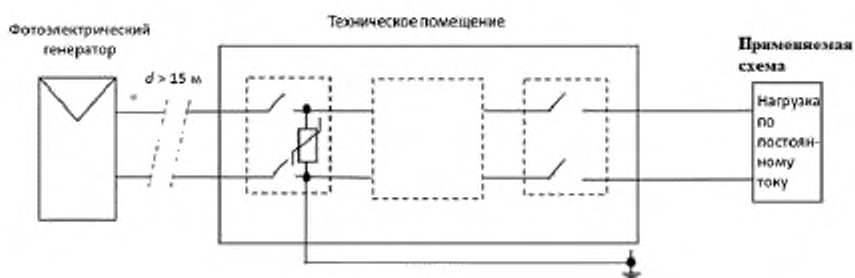 Техническое помещение
Фотоэлектрический
генератор
d > 15 м
Применяемая
схема
Нагрузка
по
постоян-
ному
току